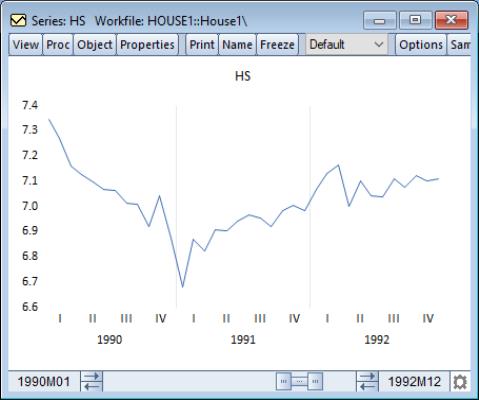 Series: HS Workfile: HOUSE1::House1\
View Proc Object Properties Print Name Freeze Default Options Sam
HS
7.4
7.3
7.2
7.1
7.0
6.9
6.8
6.7
6.6
I II III IV I II III IV I II III IV
1990 1991 1992
1990M01 1992M12